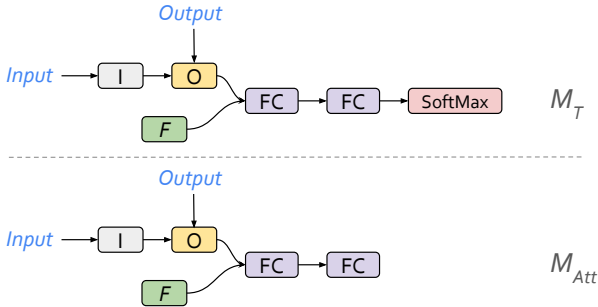 Output
Input
I
O
FC
FC
SoftMax
M_T
F
Output
Input
I
O
FC
FC
M_Att
F